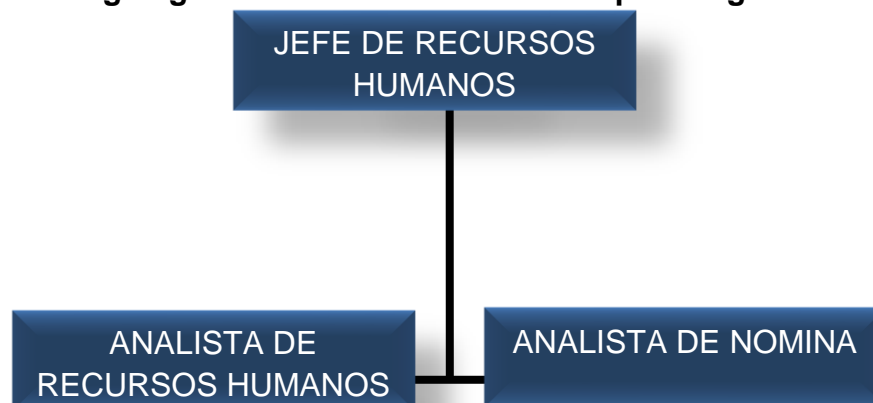 JEFE DE RECURSOS
HUMANOS
ANALISTA DE
RECURSOS HUMANOS
ANALISTA DE NOMINA